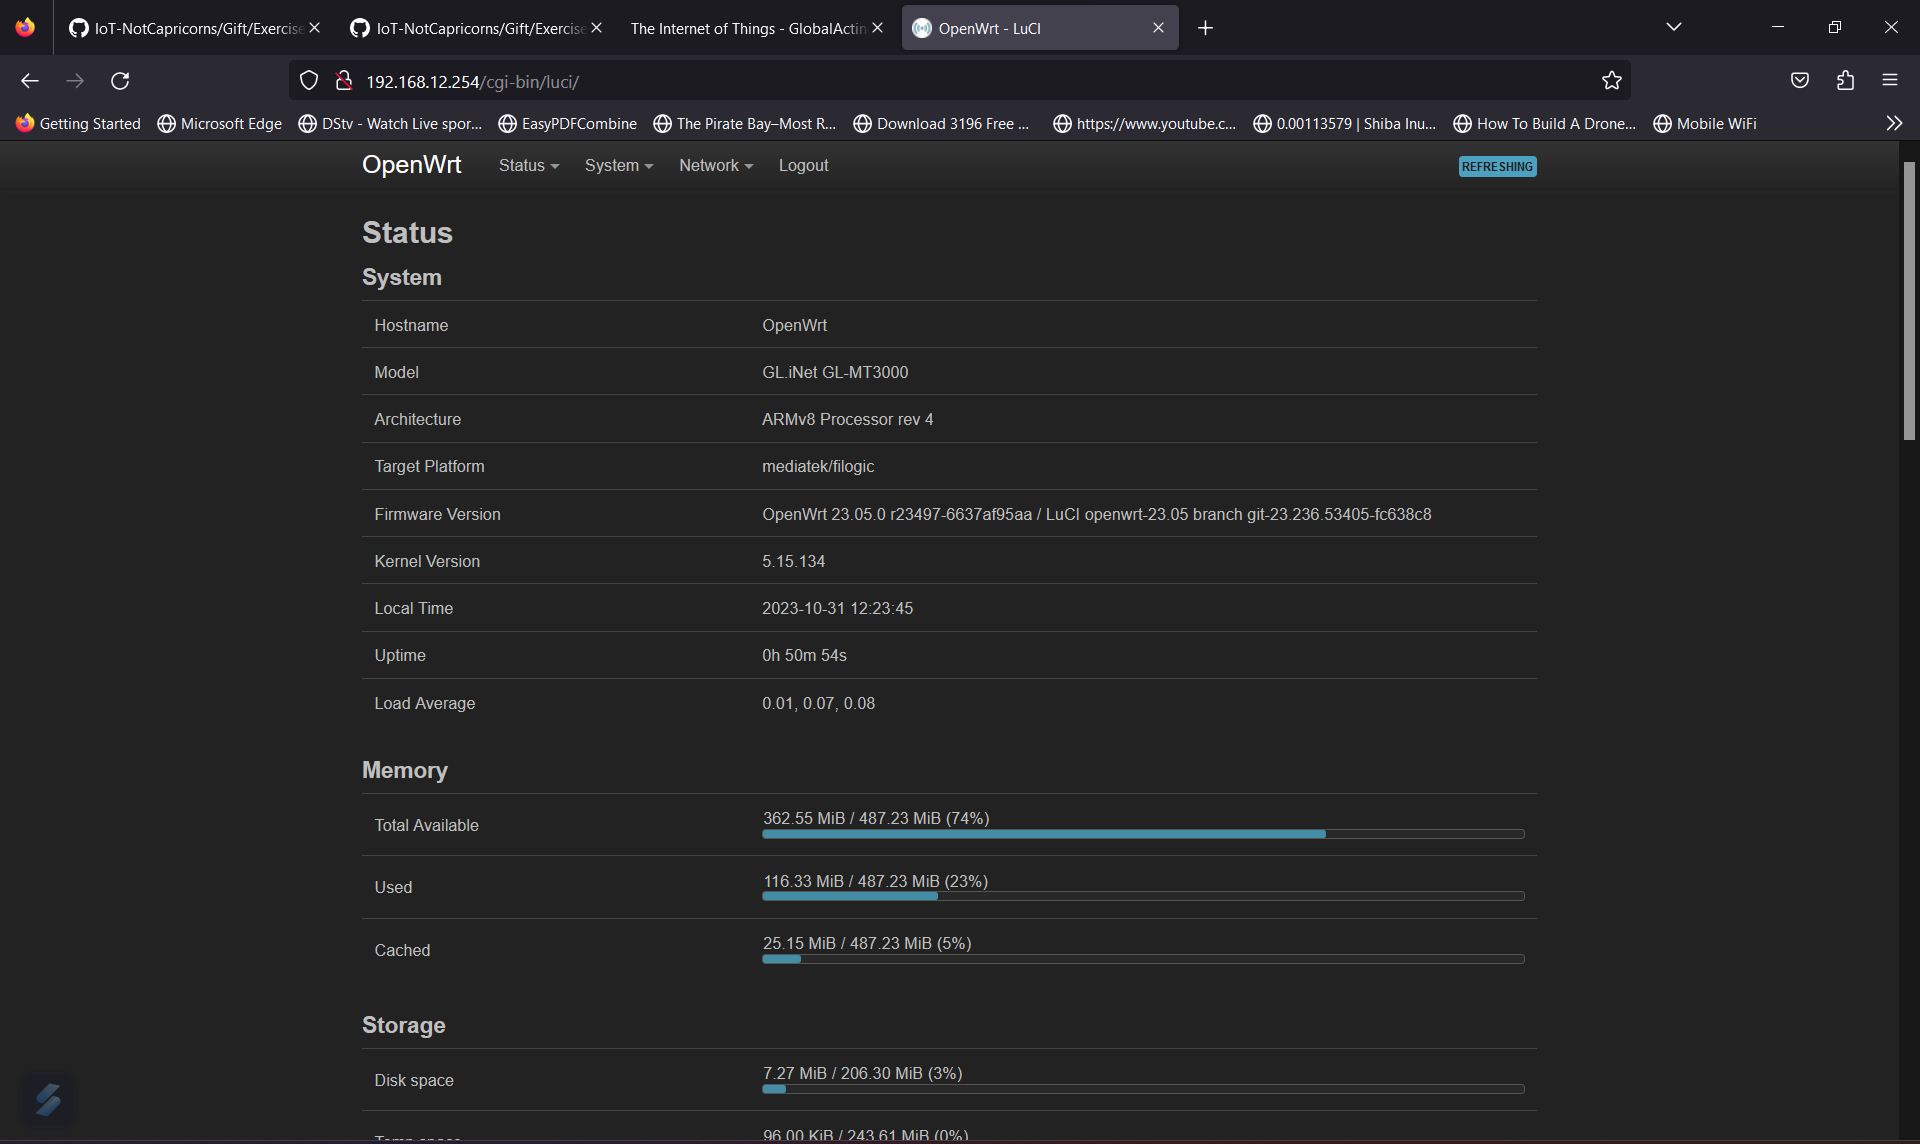 IoT-NotCapricorns/Gift/Exercise
IoT-NotCapricorns/Gift/Exercise
The Internet of Things - GlobalActin
OpenWrt - LuCI
192.168.12.254/cgi-bin/luci/
Getting Started
Microsoft Edge
DStv - Watch Live spor...
EasyPDFCombine
The Pirate Bay–Most R...
Download 3196 Free ...
https://www.youtube.c...
0.00113579 | Shiba Inu...
How To Build A Drone...
Mobile WiFi
OpenWrt Status System Network Logout REFRESHING
Status
System
Hostname OpenWrt
Model GL.iNet GL-MT3000
Architecture ARMv8 Processor rev 4
Target Platform mediatek/filogic
Firmware Version OpenWrt 23.05.0 r23497-6637af95aa / LuCI openwrt-23.05 branch git-23.236.53405-fc638c8
Kernel Version 5.15.134
Local Time 2023-10-31 12:23:45
Uptime 0h 50m 54s
Load Average 0.01, 0.07, 0.08
Memory
Total Available 362.55 MiB / 487.23 MiB (74%)
Used 116.33 MiB / 487.23 MiB (23%)
Cached 25.15 MiB / 487.23 MiB (5%)
Storage
Disk space 7.27 MiB / 206.30 MiB (3%)
Temp space 96.00 KiB / 243.61 MiB (0%)